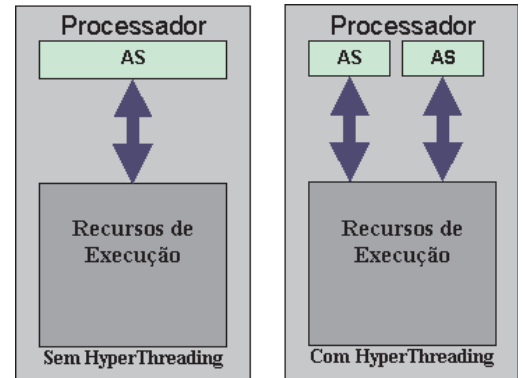 Processador
AS
Recursos de
Execução
Sem HyperThreading
Processador
AS AS
Recursos de
Execução
Com HyperThreading